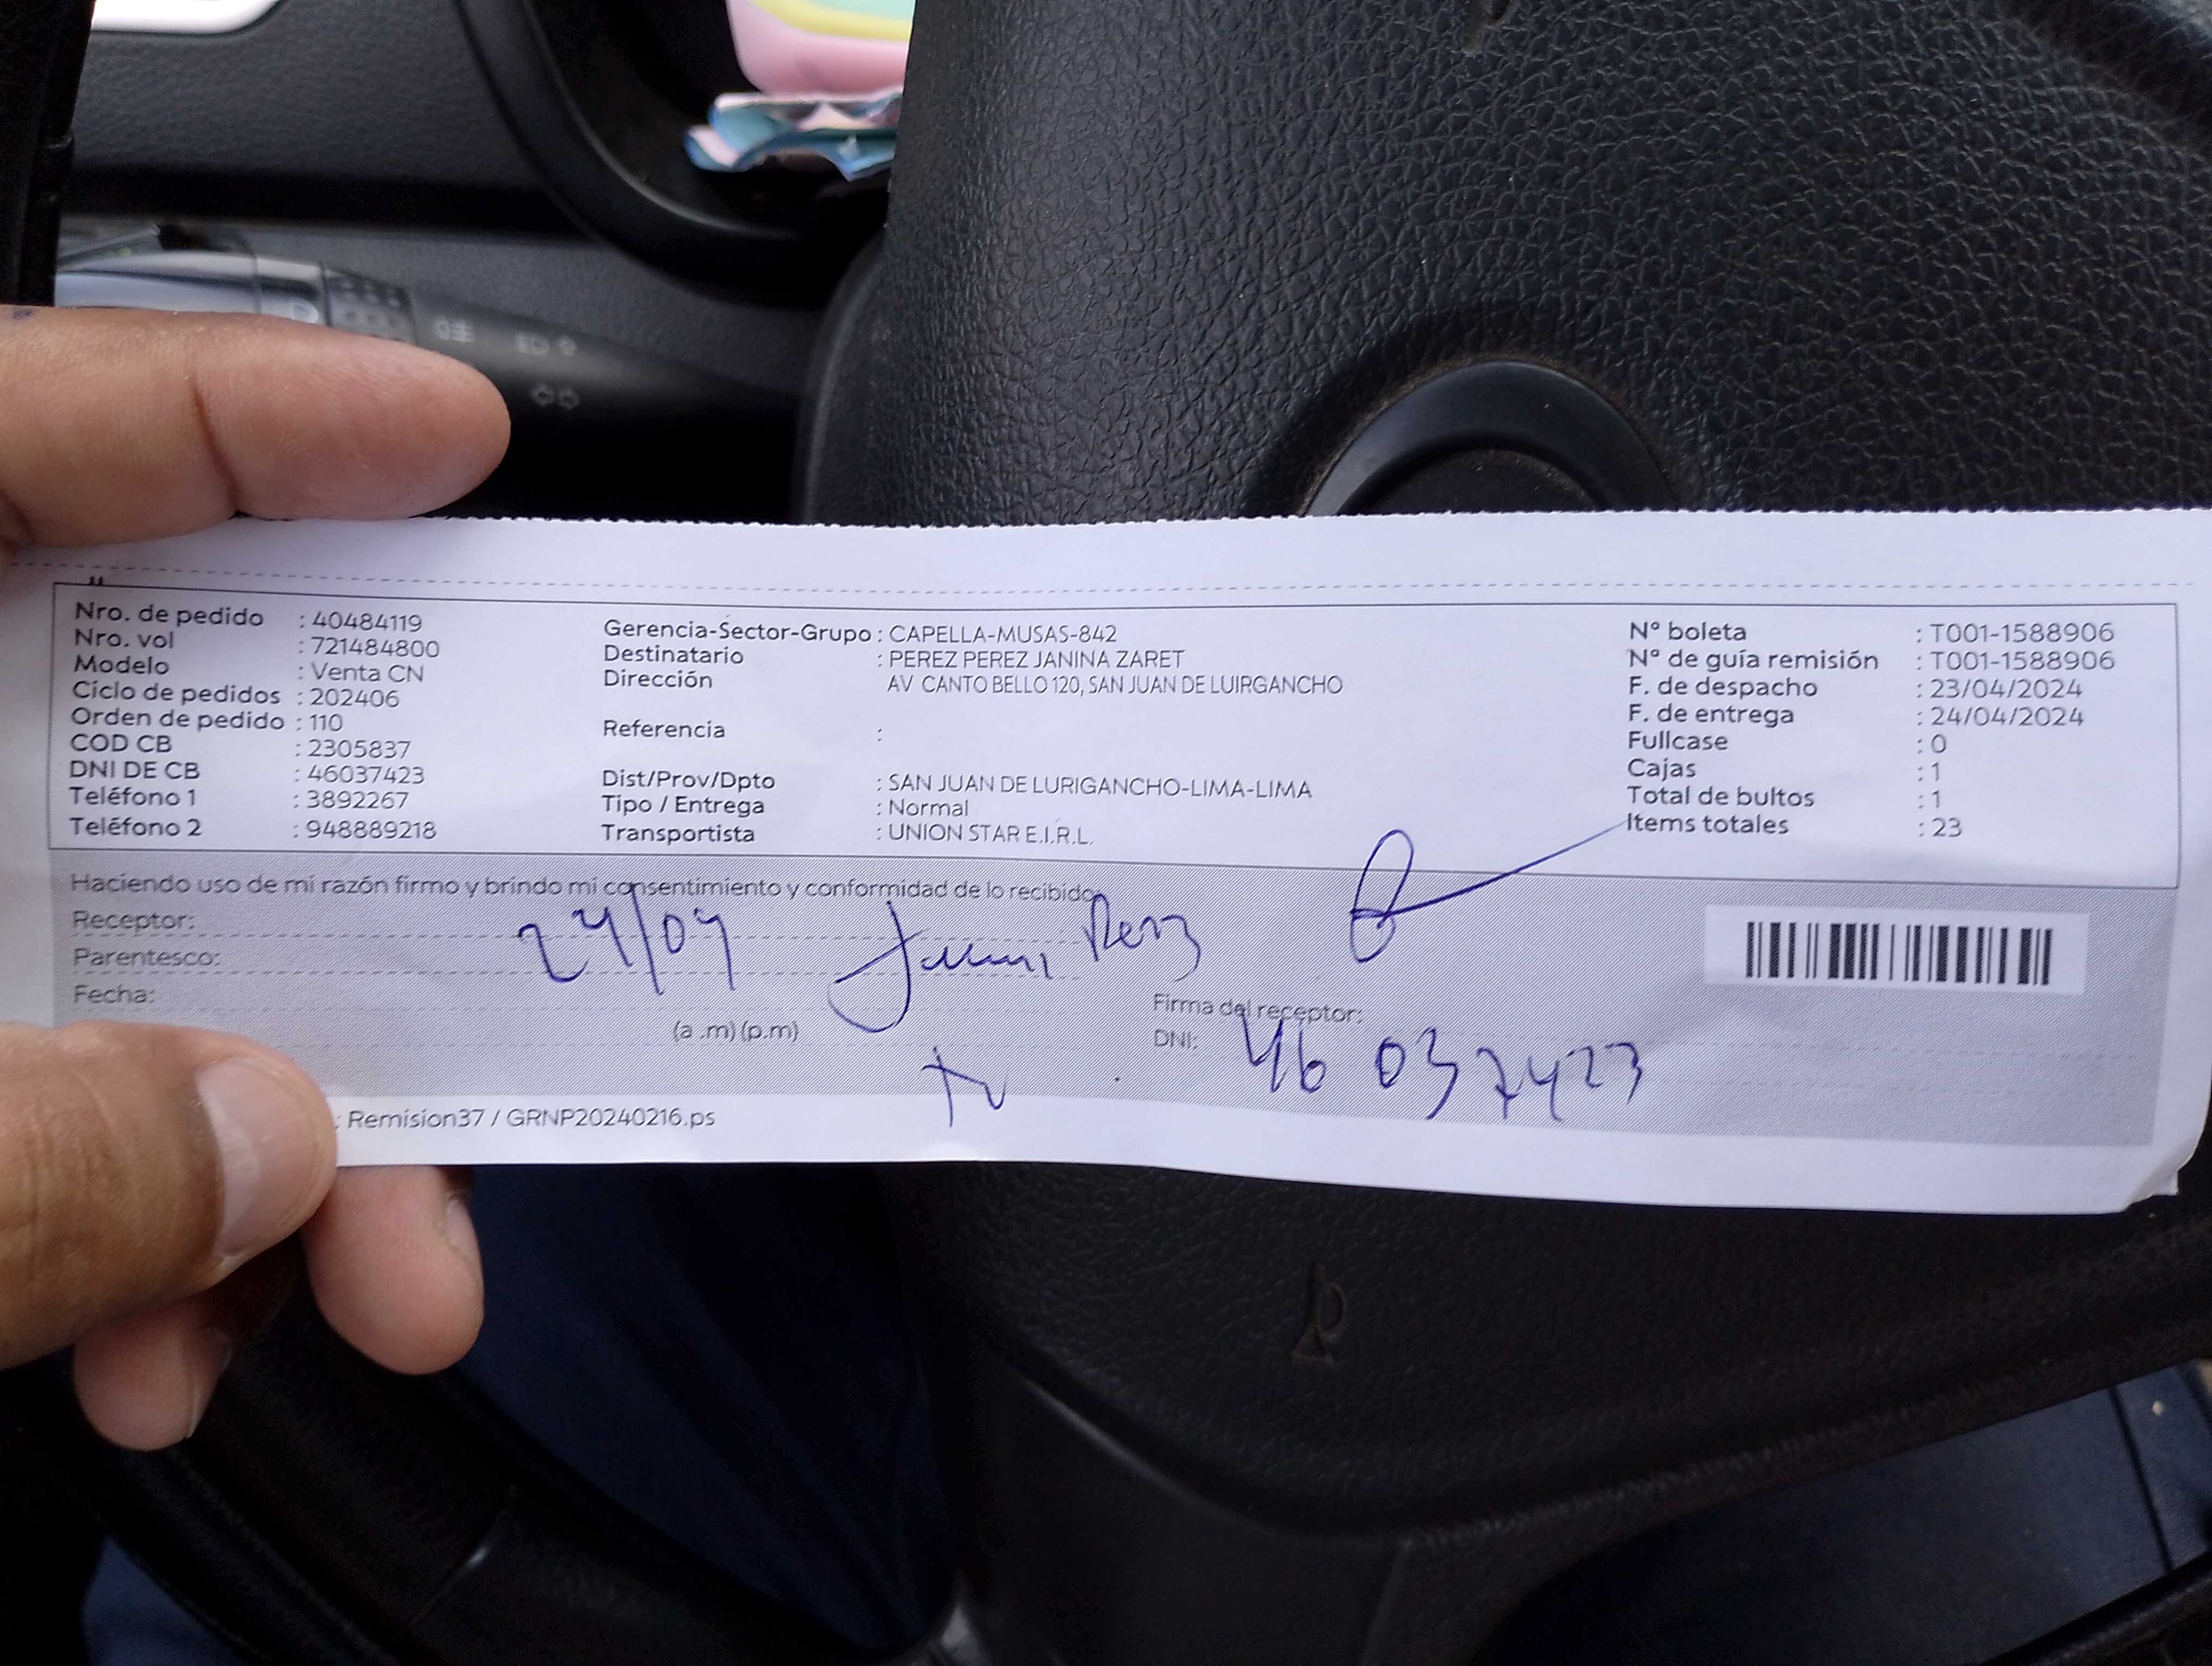 Nro. de pedido : 40484119
Nro. vol : 721484800
Modelo : Venta CN
Ciclo de pedidos : 202406
Orden de pedido : 110
COD CB : 2305837
DNI DE CB : 46037423
Teléfono 1 : 3892267
Teléfono 2 : 948889218
Gerencia-Sector-Grupo : CAPELLA-MUSAS-842
Destinatario : PEREZ PEREZ JANINA ZARET
Dirección AV CANTO BELLO 120, SAN JUAN DE LUIRGANCHO
Referencia :
Dist/Prov/Dpto : SAN JUAN DE LURIGANCHO-LIMA-LIMA
Tipo / Entrega : Normal
Transportista : UNION STAR E.I.R.L.
N° boleta : T001-1588906
N° de guía remisión : T001-1588906
F. de despacho : 23/04/2024
F. de entrega : 24/04/2024
Fullcase : 0
Cajas : 1
Total de bultos : 1
Items totales : 23
Haciendo uso de mi razón firmo y brindo mi consentimiento y conformidad de lo recibido:
Receptor:
Parentesco:
24/04
Fecha:
(a .m) (p.m)
Firma del receptor:
DNI: 46037423
: Remision37 / GRNP20240216.ps